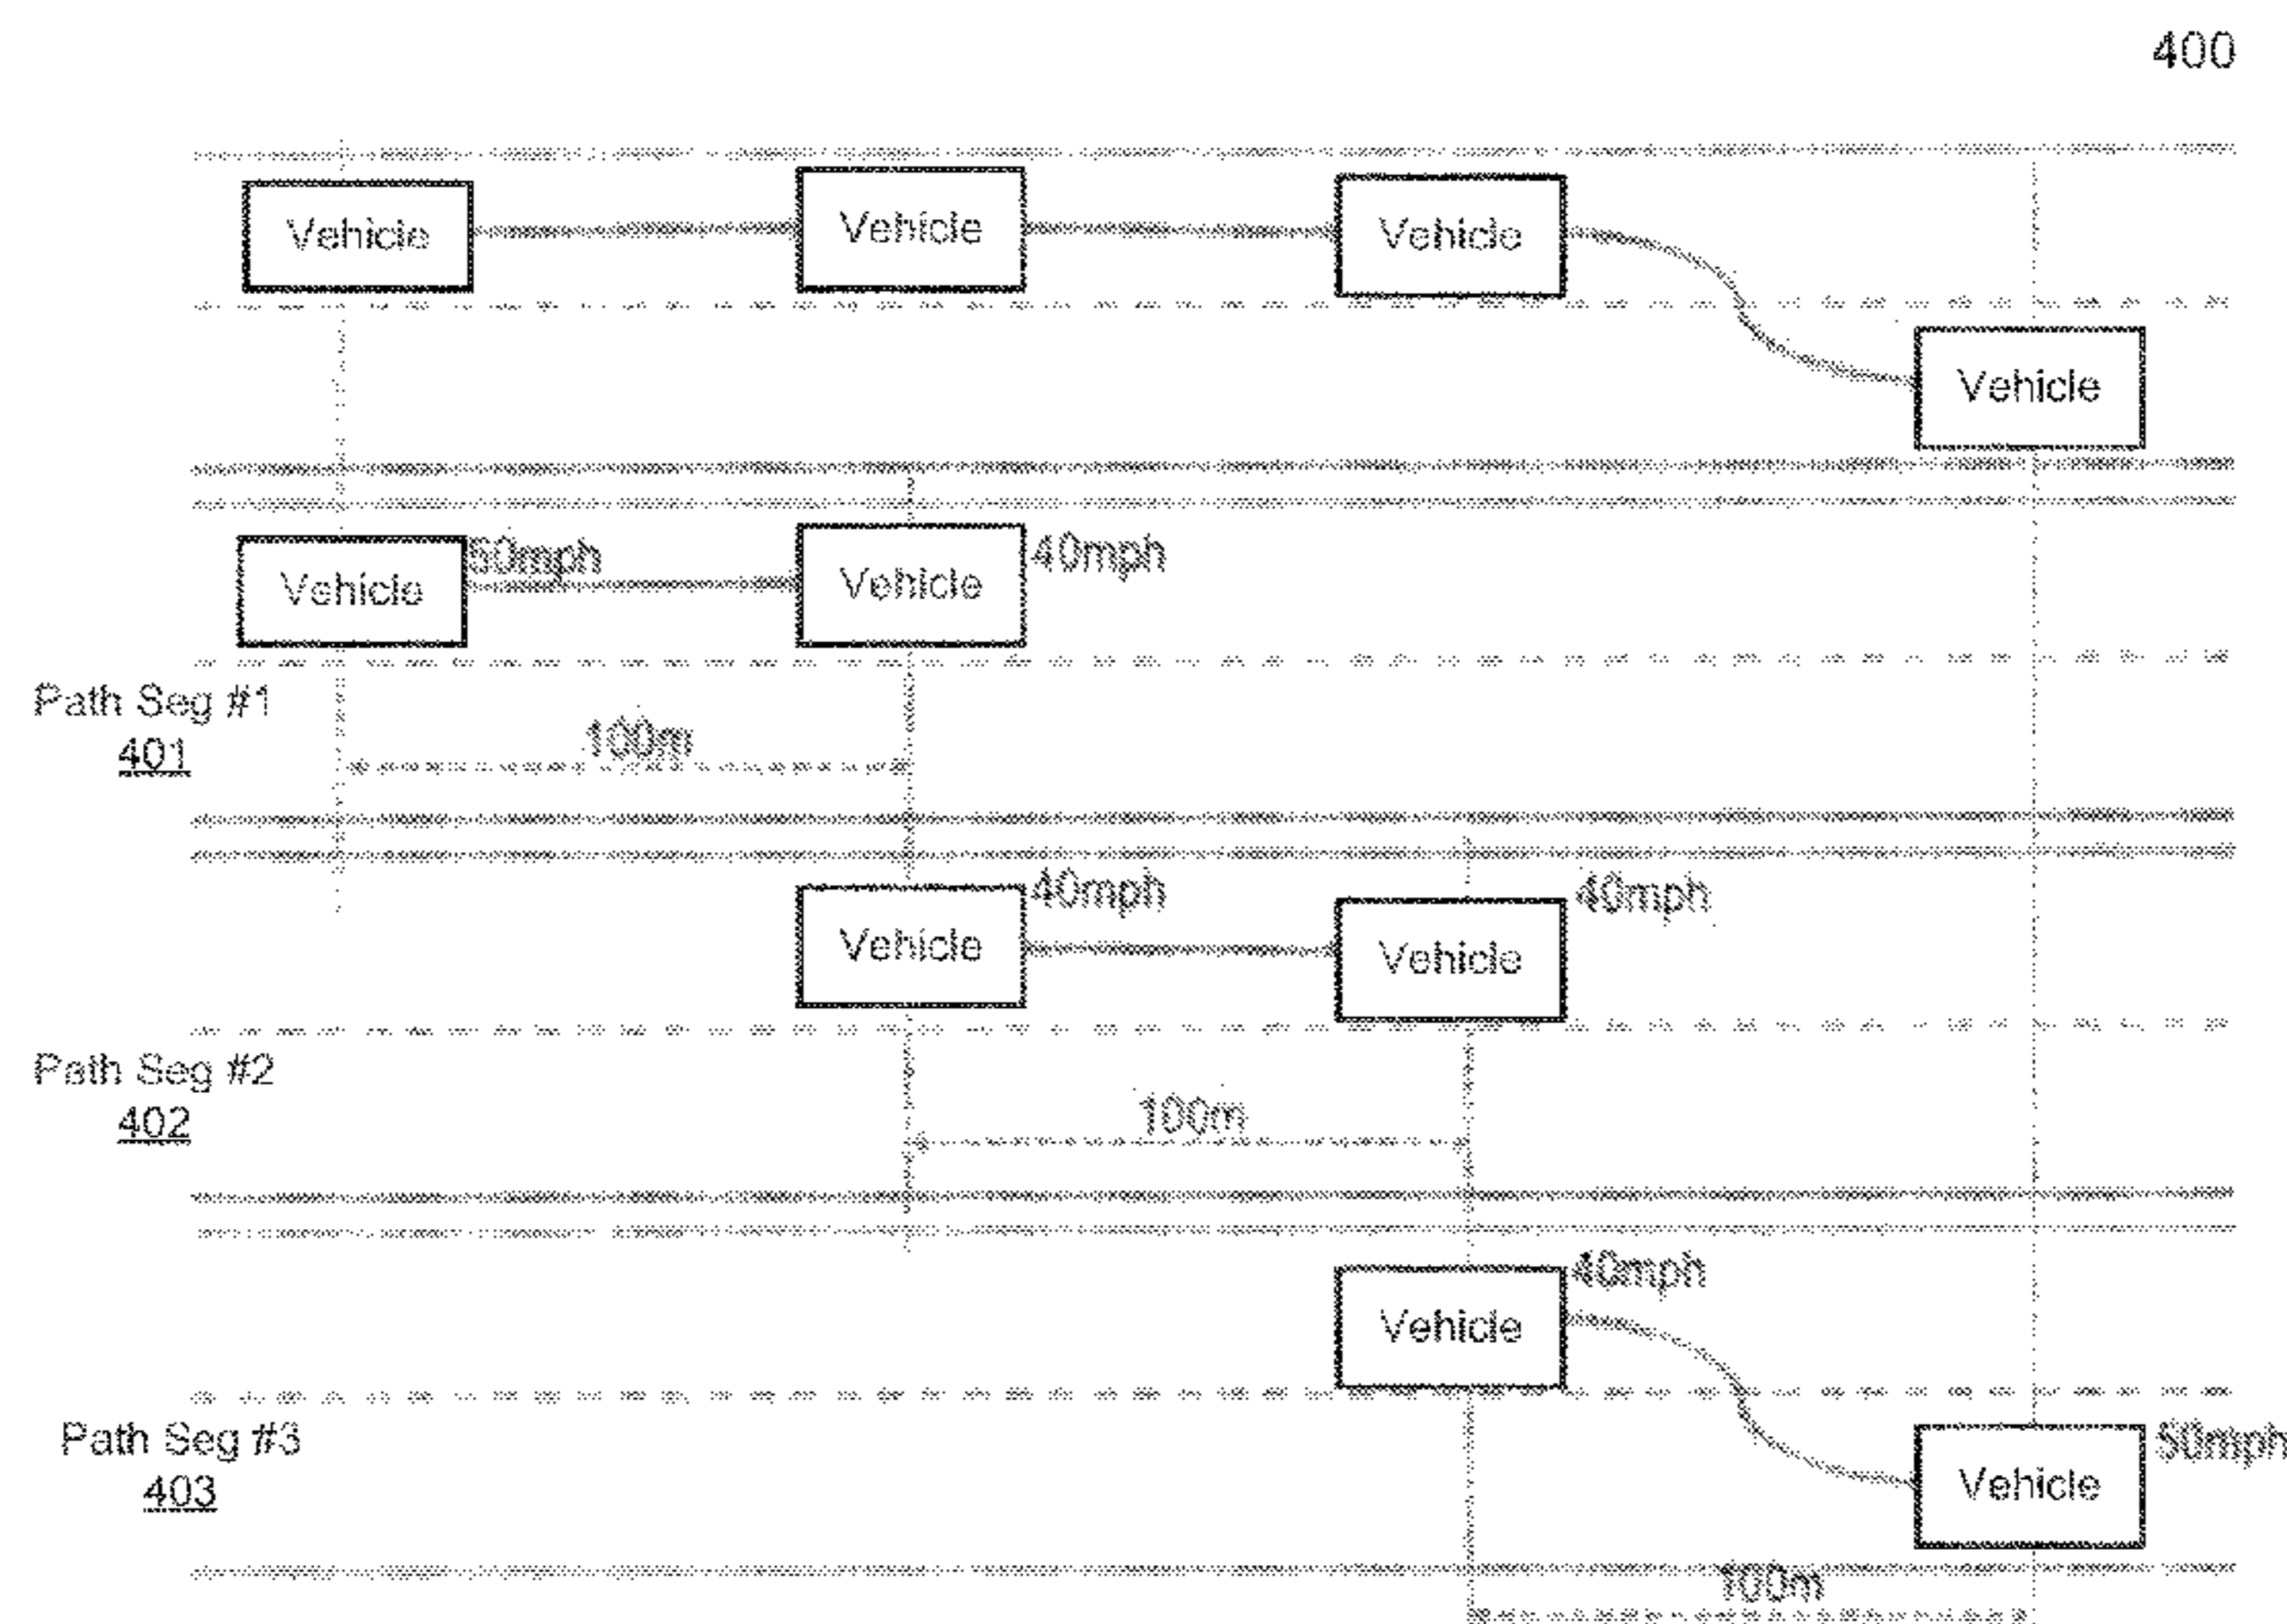 400
Vehicle Vehicle Vehicle
Vehicle
Vehicle Vehicle 40mph
Path Seg #1
401
100m
Vehicle 40mph Vehicle 40mph
Path Seg #2
402
100m
Vehicle 40mph
Path Seg #3
403
Vehicle 50mph
100m